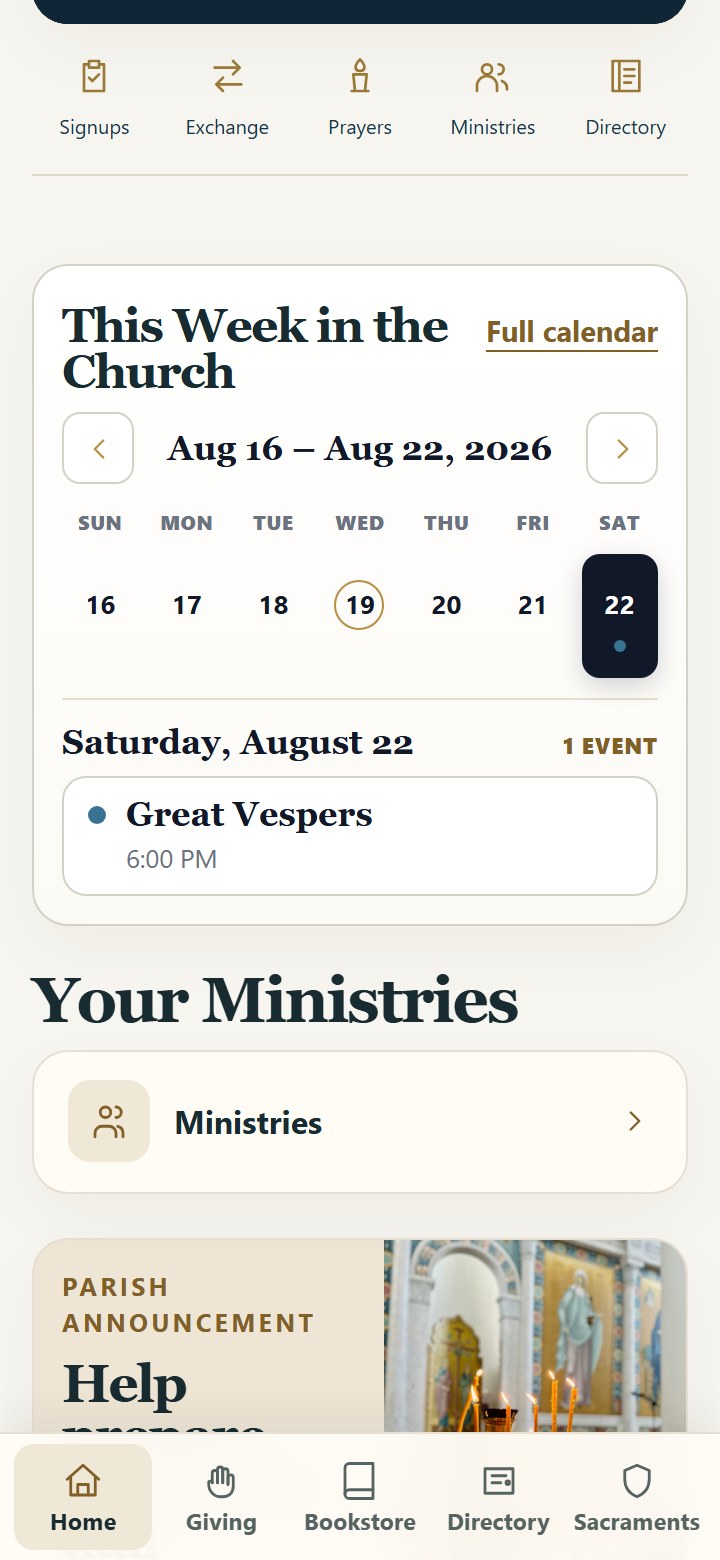 Signups Exchange Prayers Ministries Directory
This Week in the
Church
Full calendar
Aug 16 – Aug 22, 2026
SUN MON TUE WED THU FRI SAT
16 17 18 19 20 21 22
Saturday, August 22
1 EVENT
Great Vespers
6:00 PM
Your Ministries
Ministries
PARISH
ANNOUNCEMENT
Help
prepare
Home Giving Bookstore Directory Sacraments